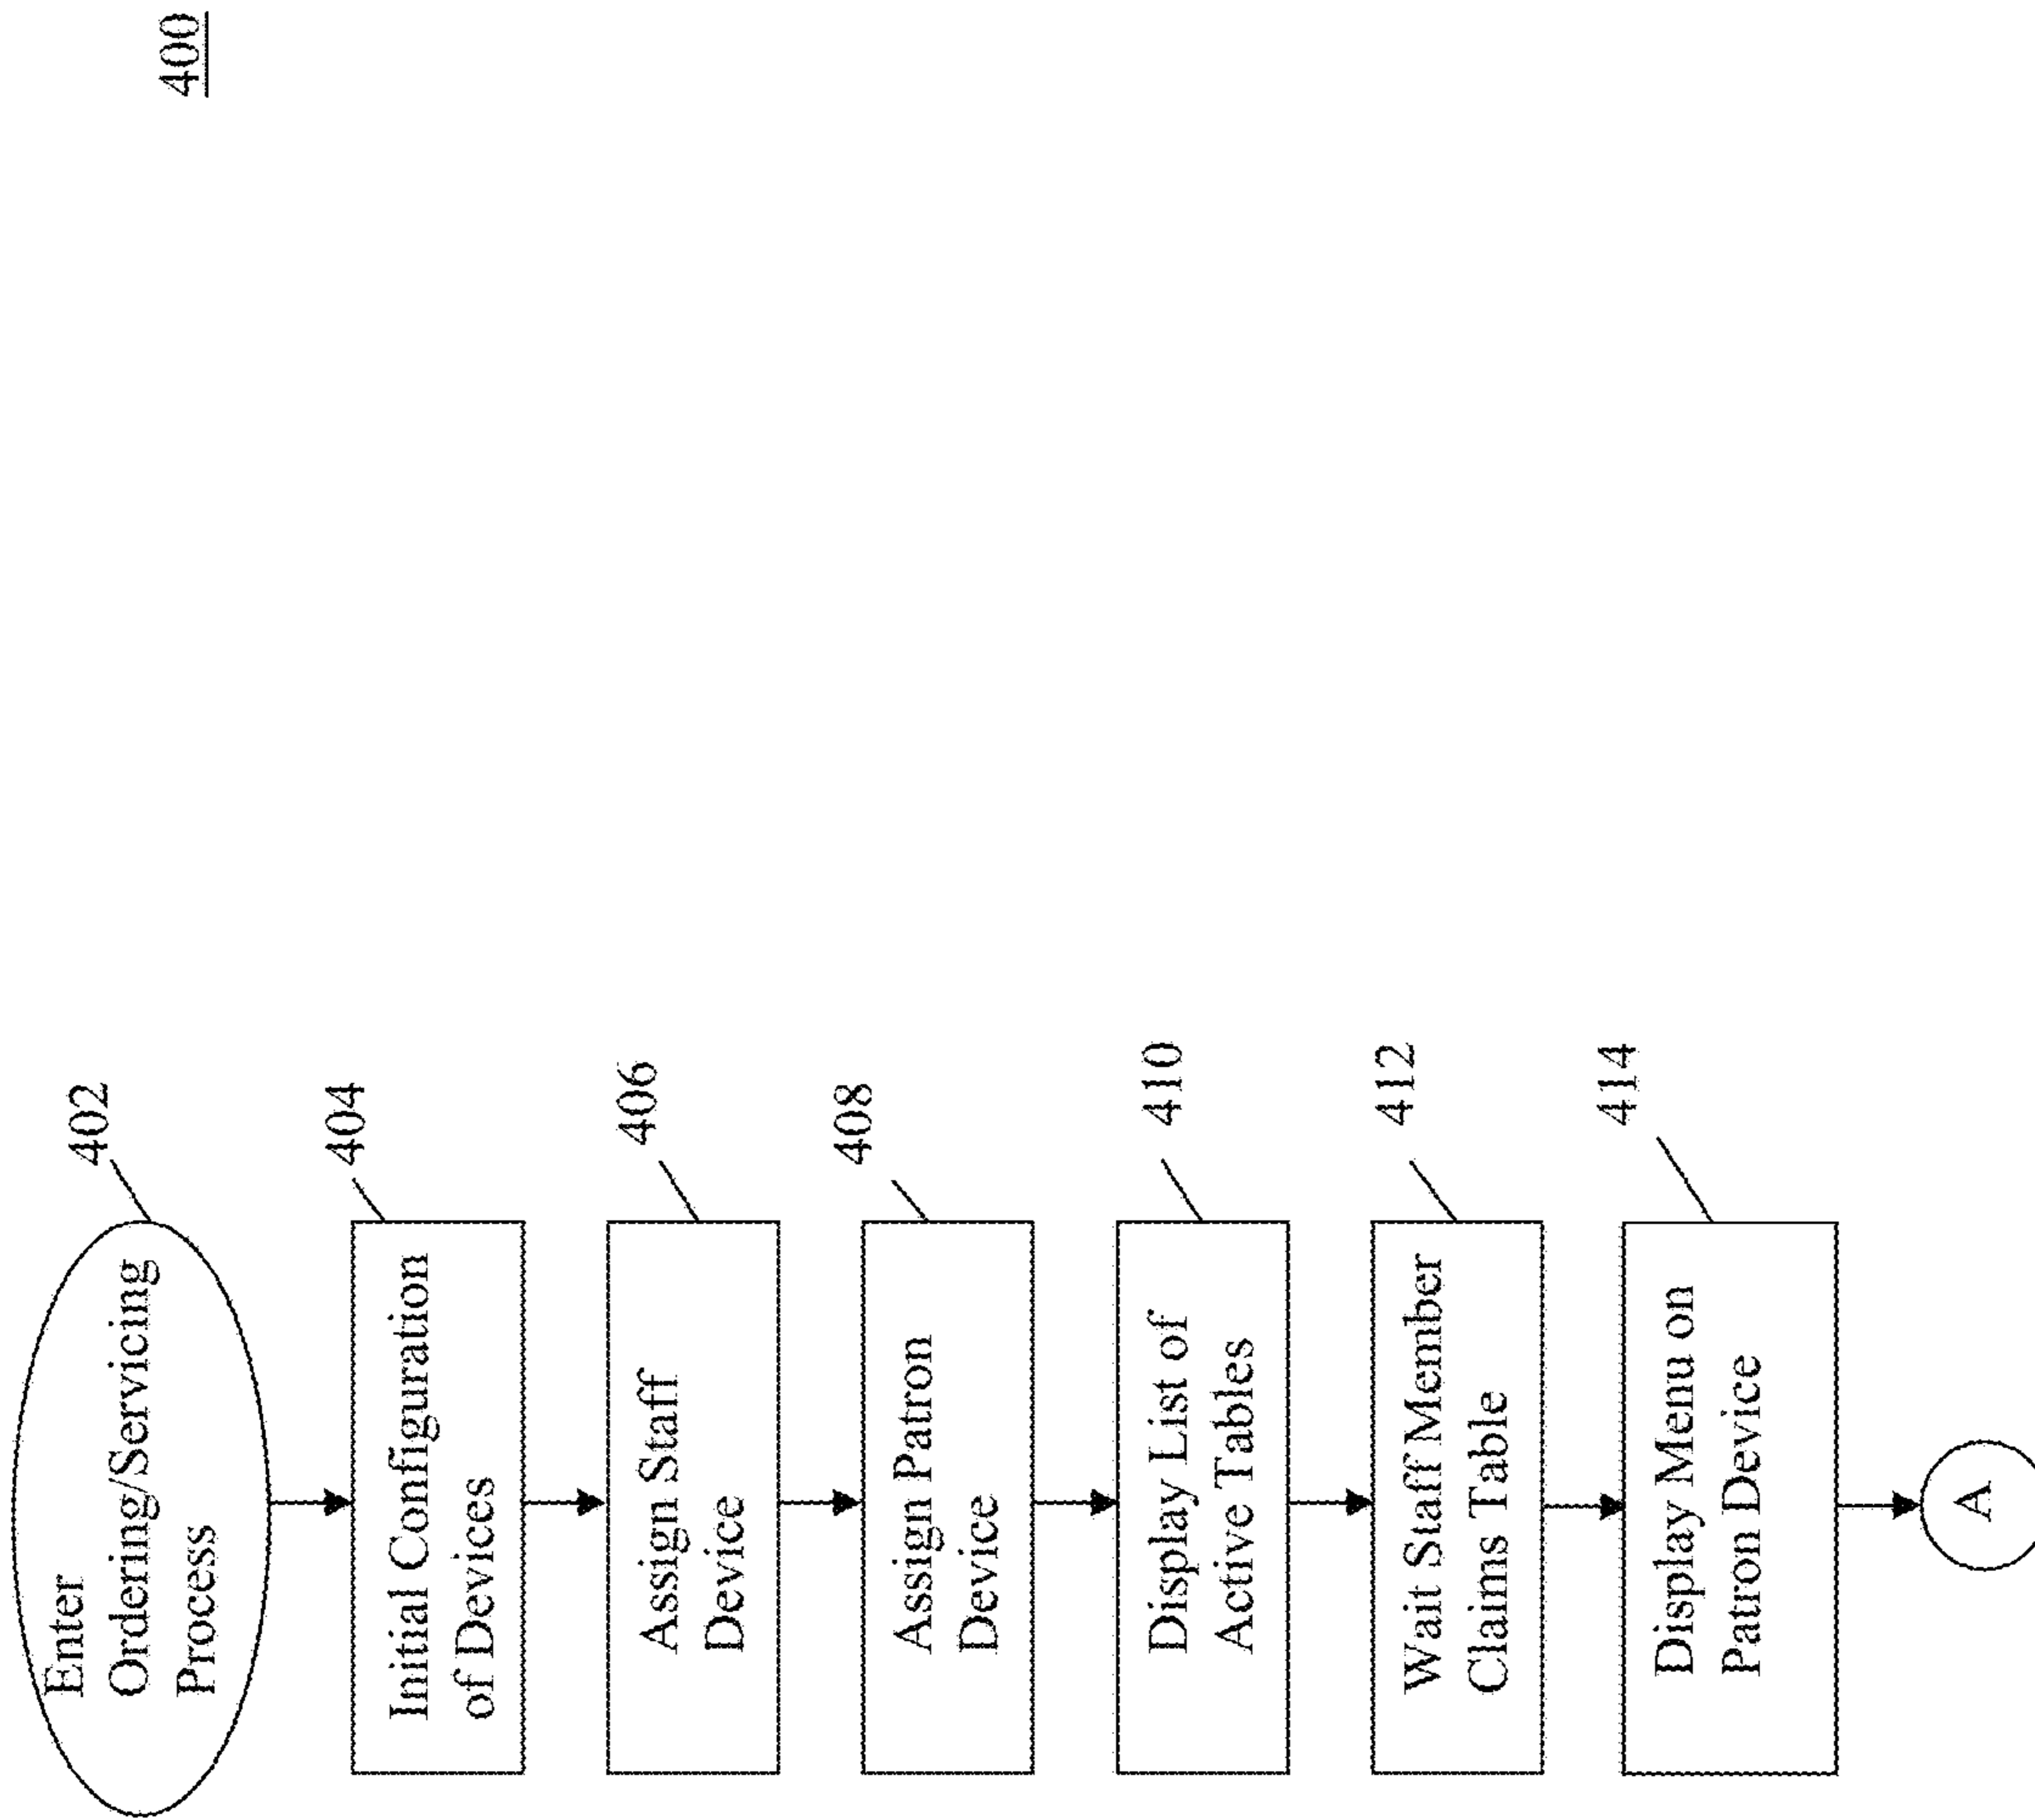 400
Enter
Ordering/Servicing
Process
402
Initial Configuration
of Devices
404
Assign Staff
Device
406
Assign Patron
Device
408
Display List of
Active Tables
410
Wait Staff Member
Claims Table
412
Display Menu on
Patron Device
414
A